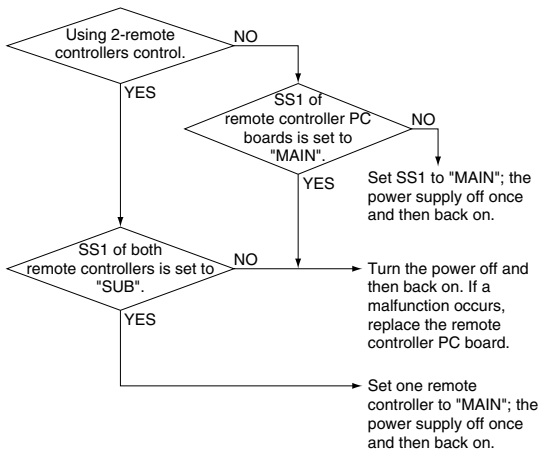 Using 2-remote
controllers control.
NO
YES
SS1 of
remote controller PC
boards is set to
"MAIN".
NO
YES
Set SS1 to "MAIN"; the
power supply off once
and then back on.
SS1 of both
remote controllers is set to
"SUB".
NO
YES
Turn the power off and
then back on. If a
malfunction occurs,
replace the remote
controller PC board.
Set one remote
controller to "MAIN"; the
power supply off once
and then back on.